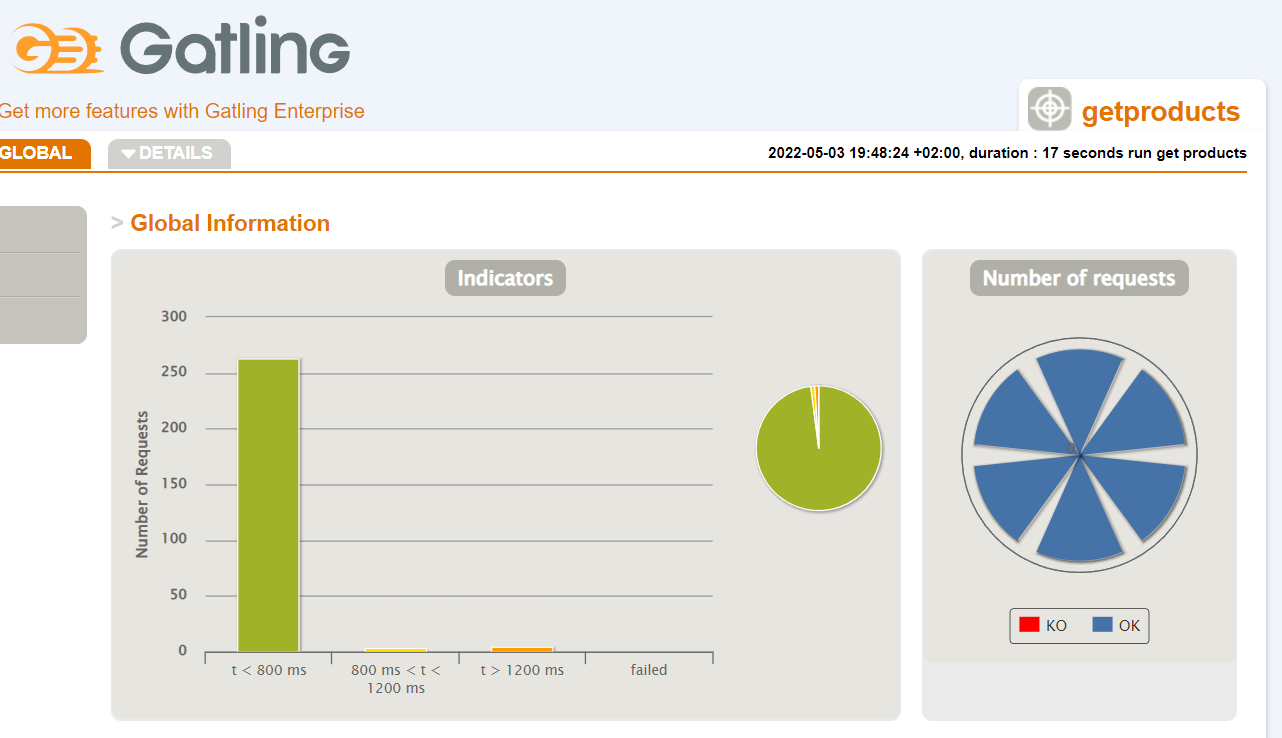 Gatling
Get more features with Gatling Enterprise
getproducts
GLOBAL
DETAILS
2022-05-03 19:48:24 +02:00, duration : 17 seconds run get products
> Global Information
Indicators
Number of requests
300
250
200
150
100
50
0
Number of Requests
t < 800 ms
800 ms < t <
1200 ms
t > 1200 ms
failed
KO
OK